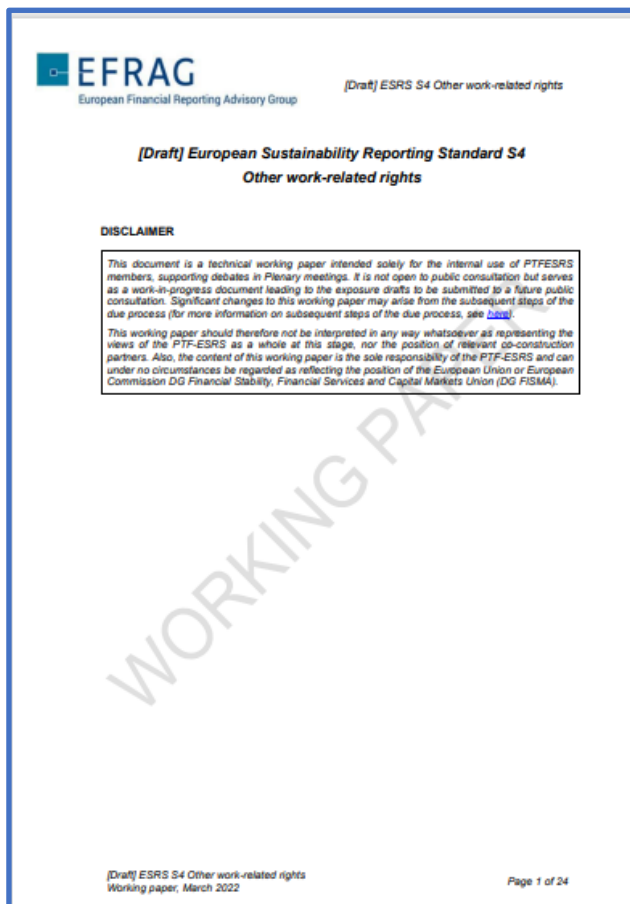 EFRAG
European Financial Reporting Advisory Group
[Draft] ESRS S4 Other work-related rights
[Draft] European Sustainability Reporting Standard S4
Other work-related rights
DISCLAIMER
This document is a technical working paper intended solely for the internal use of PTFESRS
members, supporting debates in Plenary meetings. It is not open to public consultation but serves
as a work-in-progress document leading to the exposure drafts to be submitted to a future public
consultation. Significant changes to this working paper may arise from the subsequent steps of the
due process (for more information on subsequent steps of the due process, see here).
This working paper should therefore not be interpreted in any way whatsoever as representing the
views of the PTF-ESRS as a whole at this stage, nor the position of relevant co-construction
partners. Also, the content of this working paper is the sole responsibility of the PTF-ESRS and can
under no circumstances be regarded as reflecting the position of the European Union or European
Commission DG Financial Stability, Financial Services and Capital Markets Union (DG FISMA).
WORKING PAPER
[Draft] ESRS S4 Other work-related rights
Working paper, March 2022
Page 1 of 24